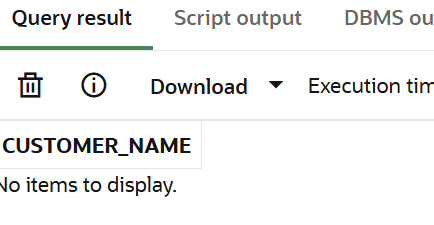 Query result Script output DBMS ou
Download Execution tim
CUSTOMER_NAME
No items to display.